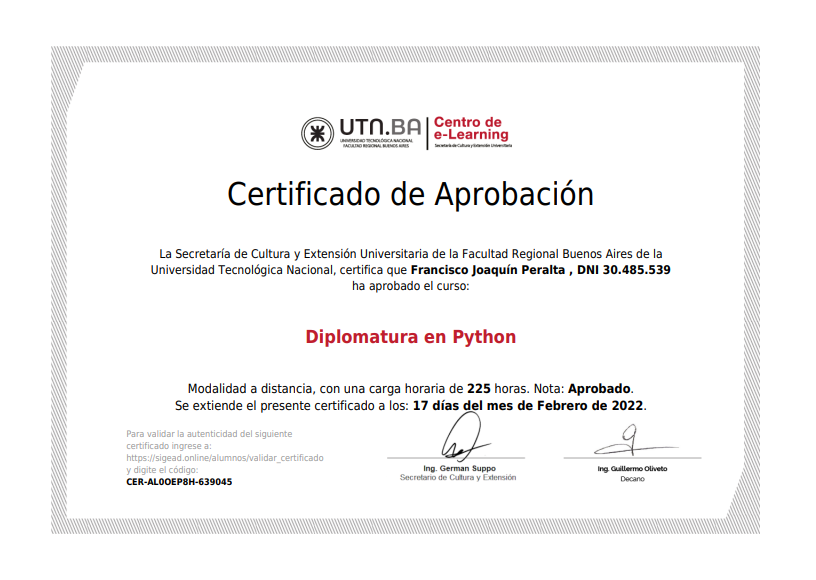 UTN.BA
UNIVERSIDAD TECNOLÓGICA NACIONAL
FACULTAD REGIONAL BUENOS AIRES
Centro de
e-Learning
Secretaría de Cultura y Extensión Universitaria
Certificado de Aprobación
La Secretaría de Cultura y Extensión Universitaria de la Facultad Regional Buenos Aires de la
Universidad Tecnológica Nacional, certifica que Francisco Joaquín Peralta , DNI 30.485.539
ha aprobado el curso:
Diplomatura en Python
Modalidad a distancia, con una carga horaria de 225 horas. Nota: Aprobado.
Se extiende el presente certificado a los: 17 días del mes de Febrero de 2022.
Para validar la autenticidad del siguiente
certificado ingrese a:
https://sigead.online/alumnos/validar_certificado
y digite el código:
CER-AL0OEP8H-639045
Ing. German Suppo
Secretario de Cultura y Extensión
Ing. Guillermo Oliveto
Decano